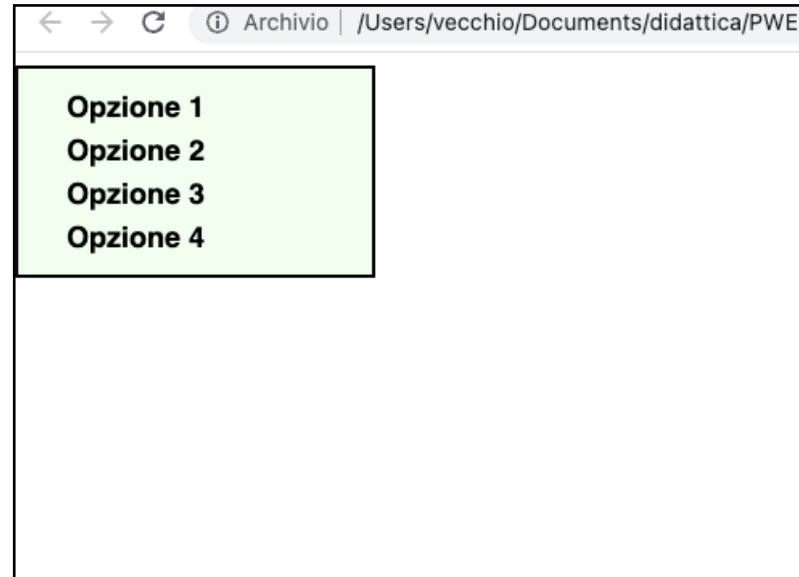 Archivio | /Users/vecchio/Documents/didattica/PWE
Opzione 1
Opzione 2
Opzione 3
Opzione 4